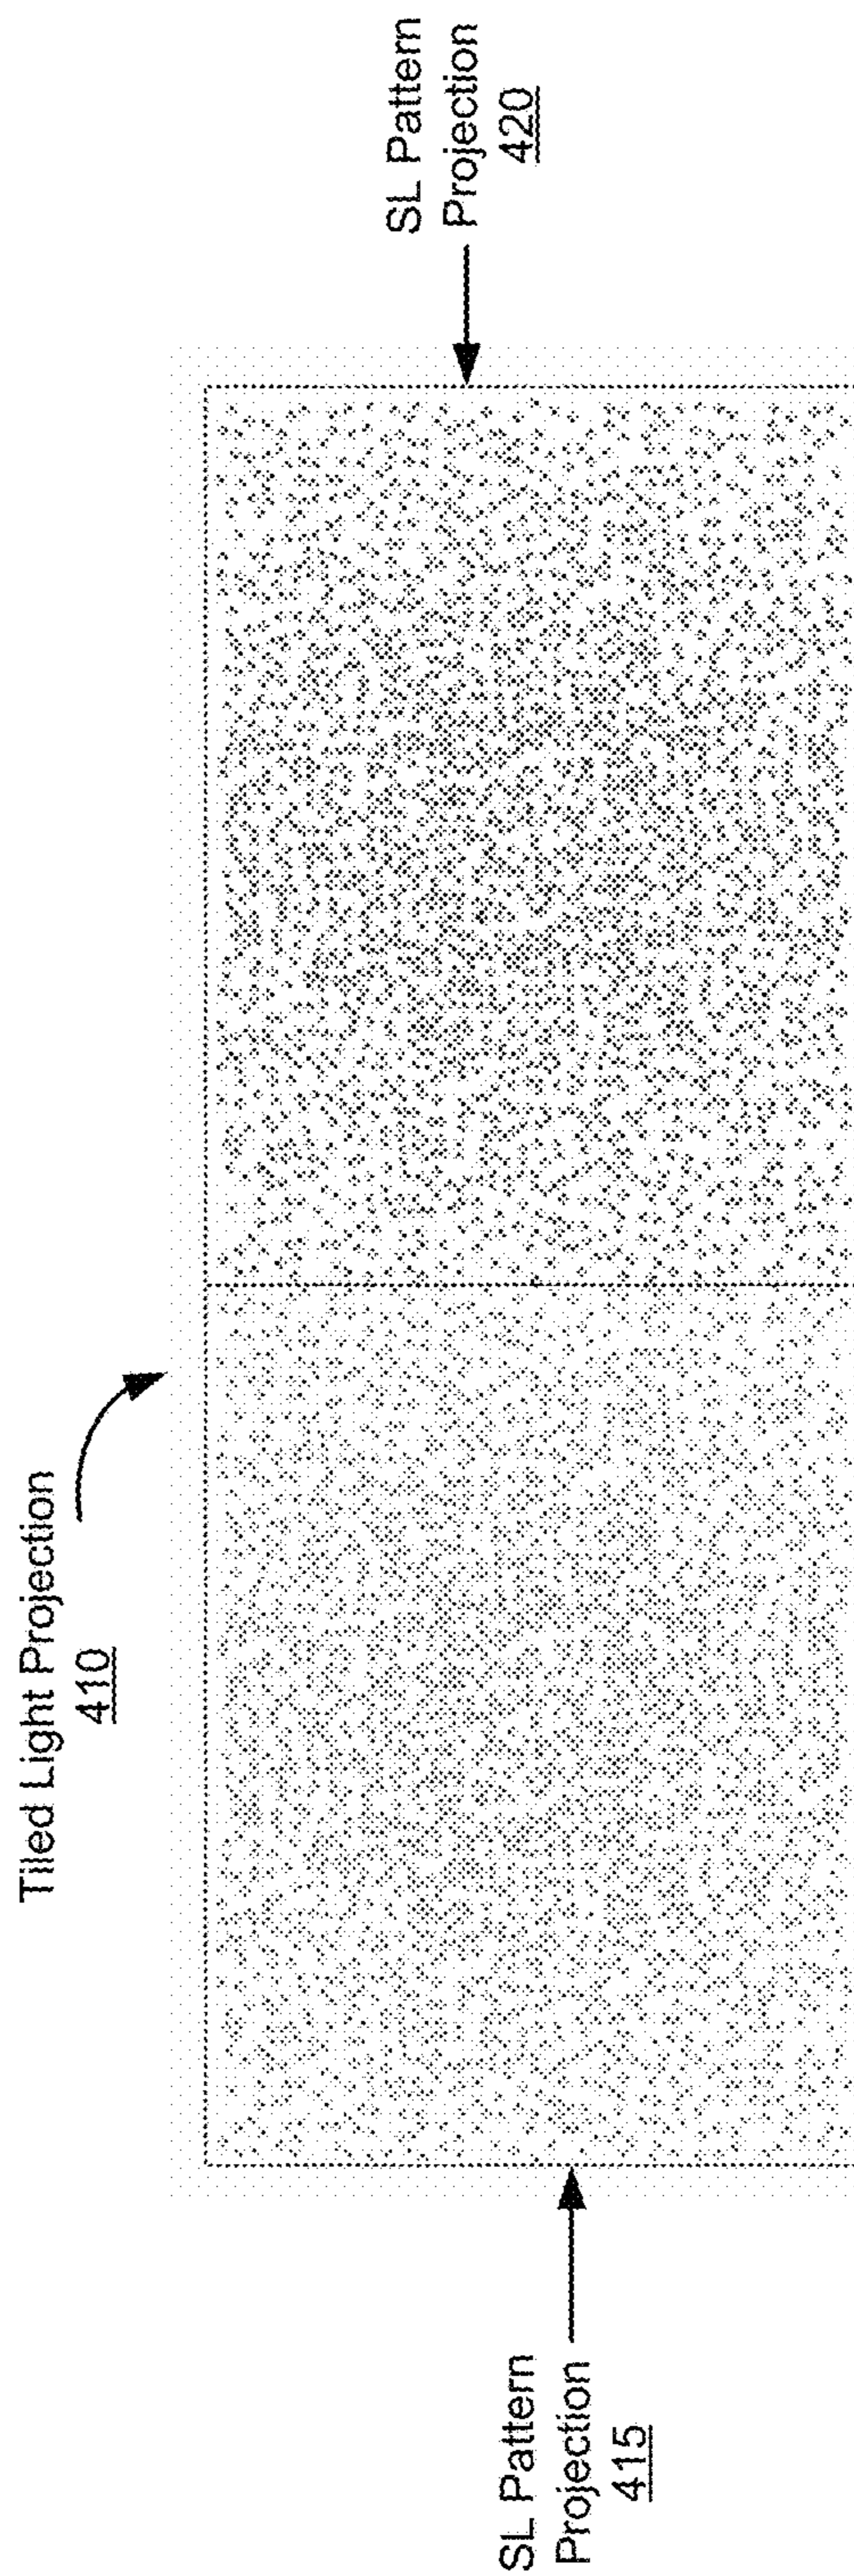 Tiled Light Projection
410
SL Pattern
Projection
415
SL Pattern
Projection
420